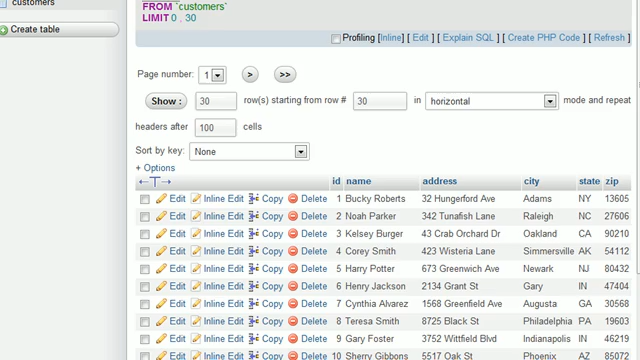 customers
Create table
FROM `customers`
LIMIT 0 , 30
Profiling [Inline] [ Edit ] [ Explain SQL ] [ Create PHP Code ] [ Refresh ]
Page number: 1 > >>
Show : 30 row(s) starting from row # 30 in horizontal mode and repeat
headers after 100 cells
Sort by key: None
+ Options
←T→ id name address city state zip
Edit Inline Edit Copy Delete 1 Bucky Roberts 32 Hungerford Ave Adams NY 13605
Edit Inline Edit Copy Delete 2 Noah Parker 342 Tunafish Lane Raleigh NC 27606
Edit Inline Edit Copy Delete 3 Kelsey Burger 43 Crab Orchard Dr Oakland CA 90210
Edit Inline Edit Copy Delete 4 Corey Smith 423 Wisteria Lane Simmersville AK 54112
Edit Inline Edit Copy Delete 5 Harry Potter 673 Greenwich Ave Newark NJ 80432
Edit Inline Edit Copy Delete 6 Henry Jackson 2134 Grant St Gary IN 47404
Edit Inline Edit Copy Delete 7 Cynthia Alvarez 1568 Greenfield Ave Augusta GA 30568
Edit Inline Edit Copy Delete 8 Teresa Smith 8725 Black St Philadelphia PA 19603
Edit Inline Edit Copy Delete 9 Gary Foster 3752 Wittfield Blvd Indianapolis IN 46219
Edit Inline Edit Copy Delete 10 Sherry Gibbons 5517 Oak St Phoenix AZ 85072